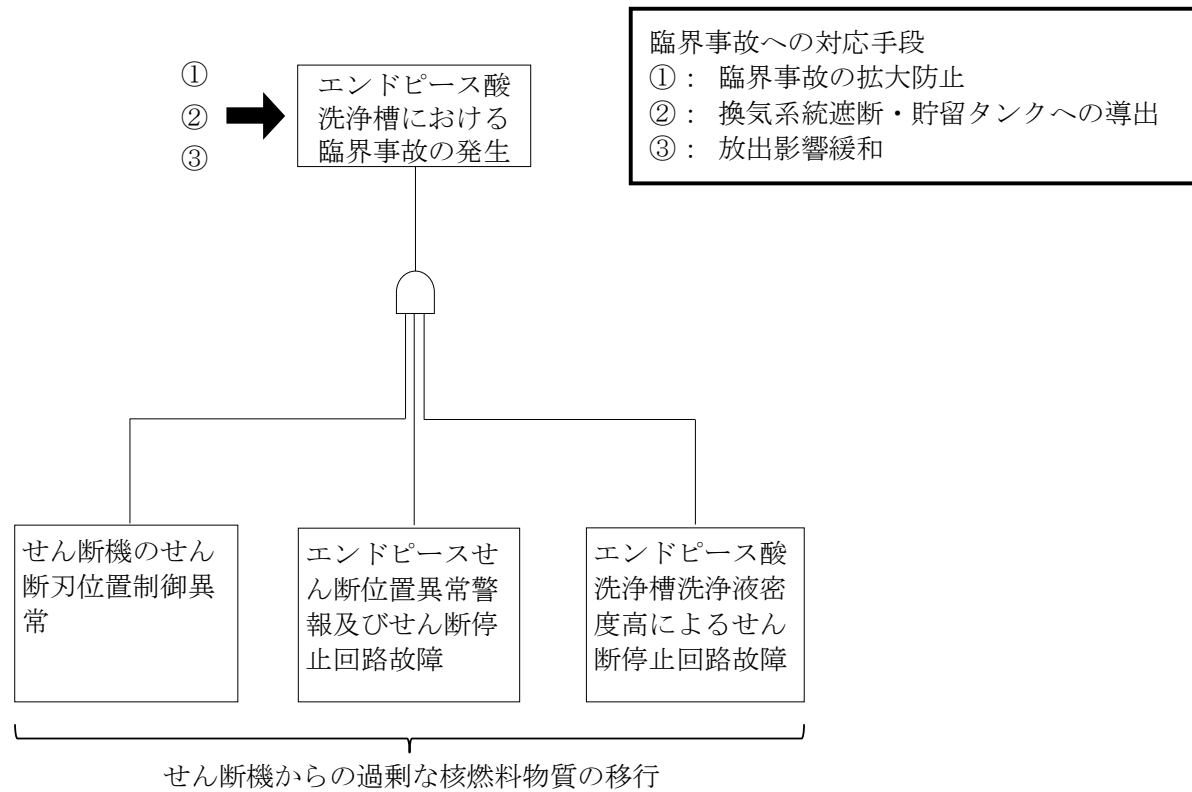 臨界事故への対応手段
①： 臨界事故の拡大防止
②： 換気系統遮断・貯留タンクへの導出
③： 放出影響緩和
①
②
③
エンドピース酸
洗浄槽における
臨界事故の発生
せん断機のせん
断刃位置制御異
常
エンドピースせ
ん断位置異常警
報及びせん断停
止回路故障
エンドピース酸
洗浄槽洗浄液密
度高によるせん
断停止回路故障
せん断機からの過剰な核燃料物質の移行